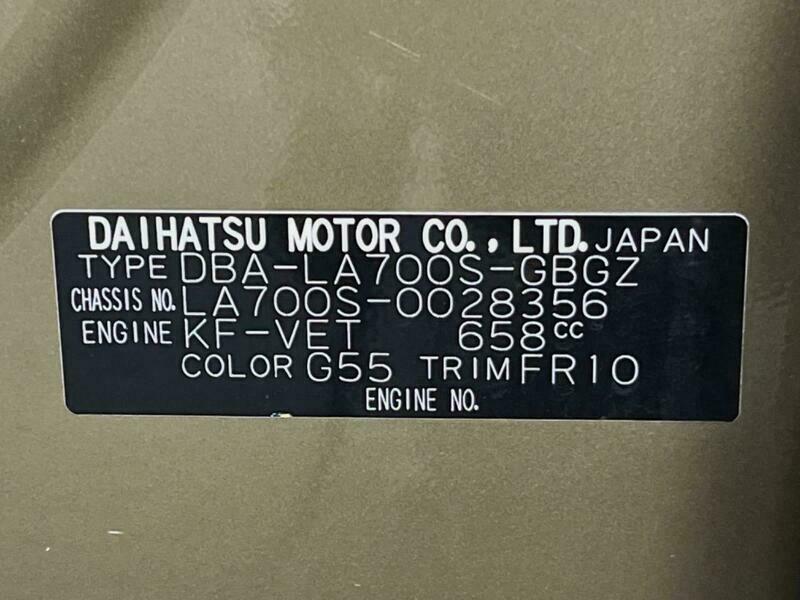 DAIHATSU MOTOR CO., LTD. JAPAN
TYPE DBA-LA700S-GBGZ
CHASSIS NO. LA700S-0028356
ENGINE KF-VET 658CC
COLOR G55 TRIM FR10
ENGINE NO.